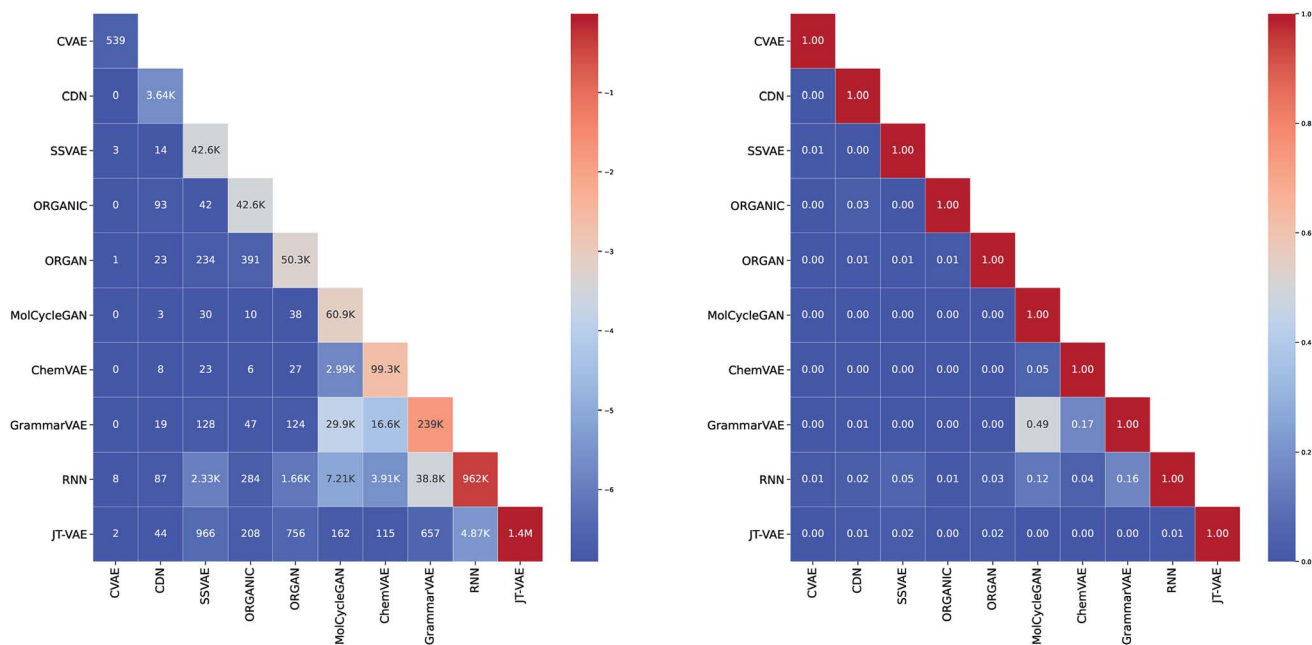 CVAE 539
CDN 0 3.64K
SSVAE 3 14 42.6K
ORGANIC 0 93 42 42.6K
ORGAN 1 23 234 391 50.3K
MolCycleGAN 0 3 30 10 38 60.9K
ChemVAE 0 8 23 6 27 2.99K 99.3K
GrammarVAE 0 19 128 47 124 29.9K 16.6K 239K
RNN 8 87 2.33K 284 1.66K 7.21K 3.91K 38.8K 962K
JT-VAE 2 44 966 208 756 162 115 657 4.87K 1.4M
CVAE CDN SSVAE ORGANIC ORGAN MolCycleGAN ChemVAE GrammarVAE RNN JT-VAE
−1
−2
−3
−4
−5
−6
CVAE 1.00
CDN 0.00 1.00
SSVAE 0.01 0.00 1.00
ORGANIC 0.00 0.03 0.00 1.00
ORGAN 0.00 0.01 0.01 0.01 1.00
MolCycleGAN 0.00 0.00 0.00 0.00 0.00 1.00
ChemVAE 0.00 0.00 0.00 0.00 0.00 0.05 1.00
GrammarVAE 0.00 0.01 0.00 0.00 0.00 0.49 0.17 1.00
RNN 0.01 0.02 0.05 0.01 0.03 0.12 0.04 0.16 1.00
JT-VAE 0.00 0.01 0.02 0.00 0.02 0.00 0.00 0.00 0.01 1.00
CVAE CDN SSVAE ORGANIC ORGAN MolCycleGAN ChemVAE GrammarVAE RNN JT-VAE
1.0
0.8
0.6
0.4
0.2
0.0